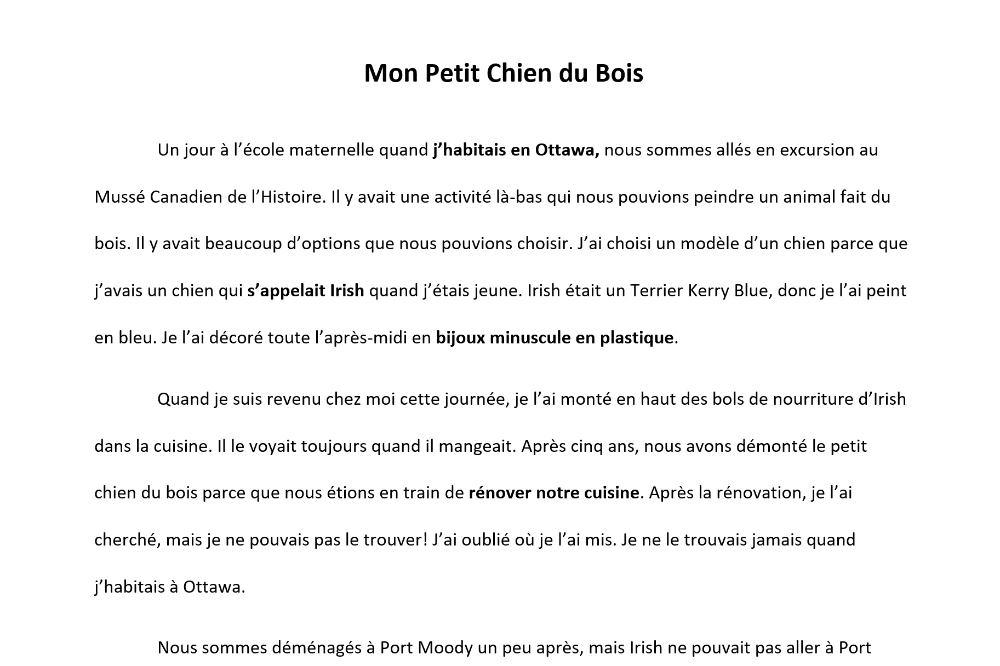 Mon Petit Chien du Bois
Un jour à l’école maternelle quand j’habitais en Ottawa, nous sommes allés en excursion au
Mussé Canadien de l’Histoire. Il y avait une activité là-bas qui nous pouvions peindre un animal fait du
bois. Il y avait beaucoup d’options que nous pouvions choisir. J’ai choisi un modèle d’un chien parce que
j’avais un chien qui s’appelait Irish quand j’étais jeune. Irish était un Terrier Kerry Blue, donc je l’ai peint
en bleu. Je l’ai décoré toute l’après-midi en bijoux minuscule en plastique.
Quand je suis revenu chez moi cette journée, je l’ai monté en haut des bols de nourriture d’Irish
dans la cuisine. Il le voyait toujours quand il mangeait. Après cinq ans, nous avons démonté le petit
chien du bois parce que nous étions en train de rénover notre cuisine. Après la rénovation, je l’ai
cherché, mais je ne pouvais pas le trouver! J’ai oublié où je l’ai mis. Je ne le trouvais jamais quand
j’habitais à Ottawa.
Nous sommes déménagés à Port Moody un peu après, mais Irish ne pouvait pas aller à Port